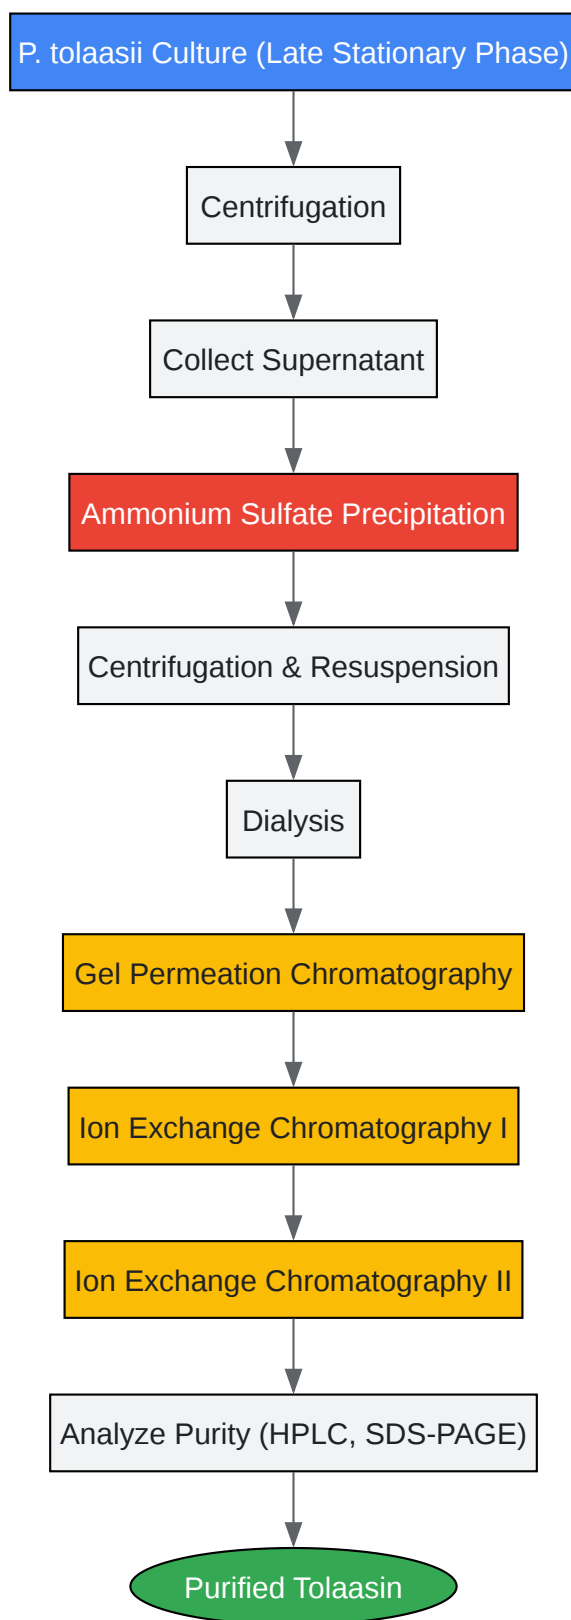 P. tolaasii Culture (Late Stationary Phase)
Centrifugation
Collect Supernatant
Ammonium Sulfate Precipitation
Centrifugation & Resuspension
Dialysis
Gel Permeation Chromatography
Ion Exchange Chromatography I
Ion Exchange Chromatography II
Analyze Purity (HPLC, SDS-PAGE)
Purified Tolaasin